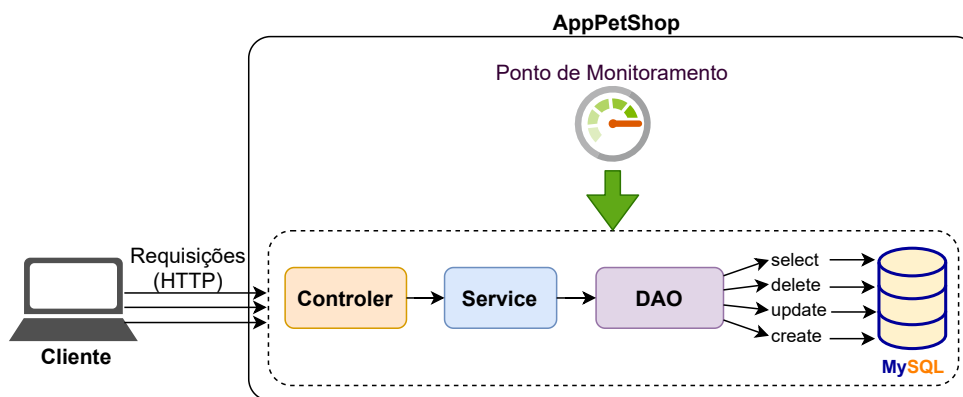 AppPetShop
Ponto de Monitoramento
Requisições
(HTTP)
Cliente
Controler
Service
DAO
select
delete
update
create
MySQL